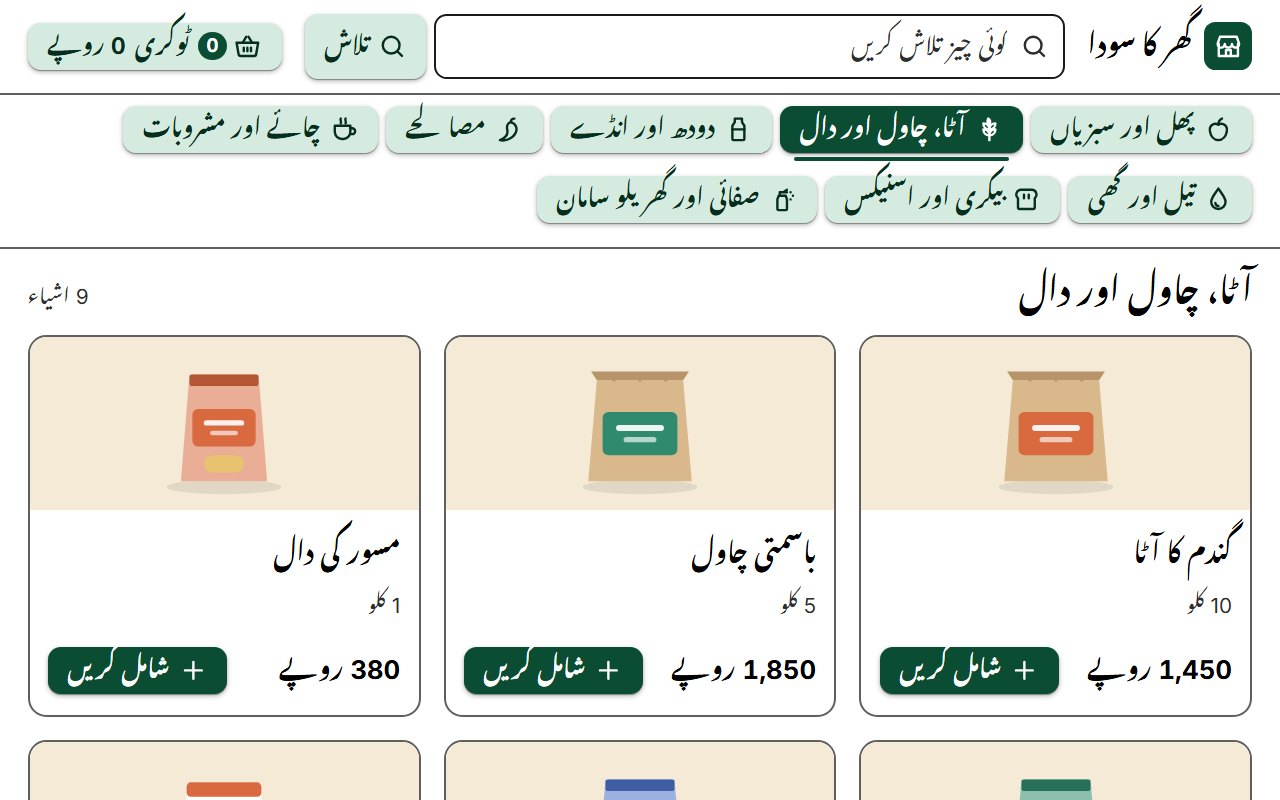 گھر کا سودا
کوئی چیز تلاش کریں
تلاش
ٹوکری 0 0 روپے
پھل اور سبزیاں
آٹا، چاول اور دال
دودھ اور انڈے
مصالحے
چائے اور مشروبات
تیل اور گھی
بیکری اور اسنیکس
صفائی اور گھریلو سامان
آٹا، چاول اور دال
9 اشیاء
گندم کا آٹا
10 کلو
1,450 روپے
شامل کریں
باسمتی چاول
5 کلو
1,850 روپے
شامل کریں
مسور کی دال
1 کلو
380 روپے
شامل کریں